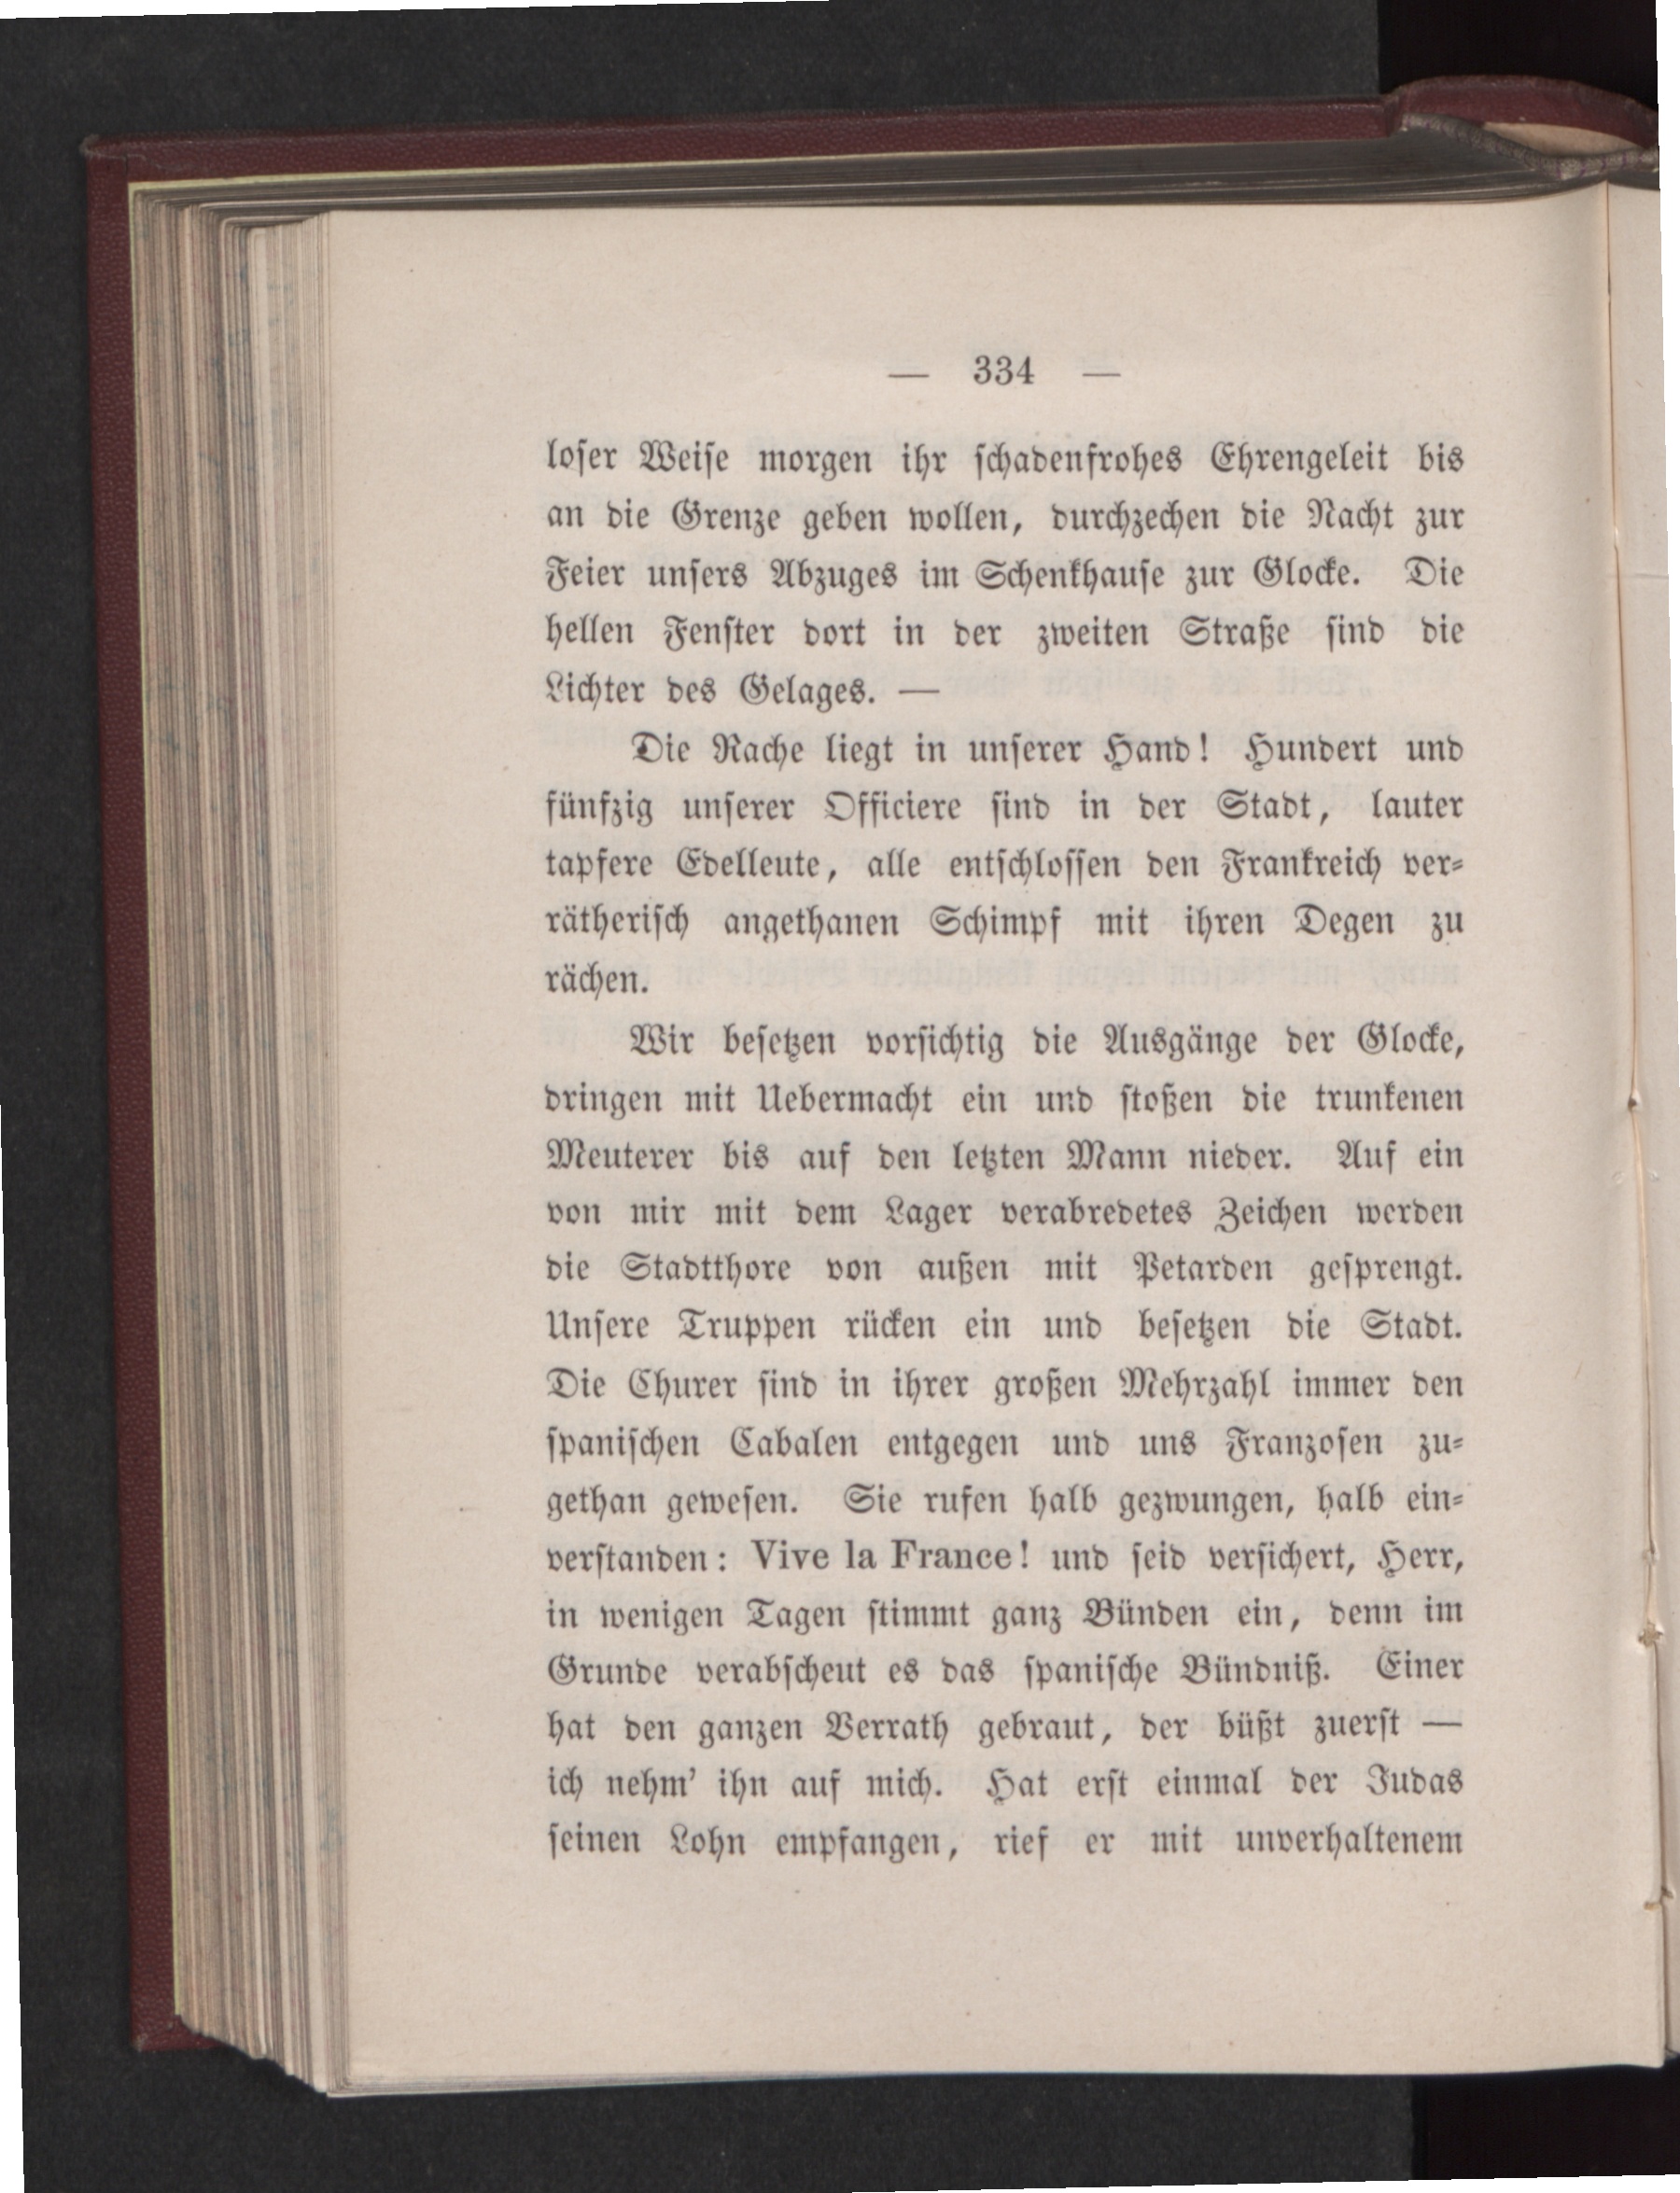 — 334 —
loser Weise morgen ihr schadenfrohes Ehrengeleit bis
an die Grenze geben wollen, durchzechen die Nacht zur
Feier unsers Abzuges im Schenkhause zur Glocke. Die
hellen Fenster dort in der zweiten Straße sind die
Lichter des Gelages. —
Die Rache liegt in unserer Hand! Hundert und
fünfzig unserer Officiere sind in der Stadt, lauter
tapfere Edelleute, alle entschlossen den Frankreich ver-
rätherisch angethanen Schimpf mit ihren Degen zu
rächen.
Wir besetzen vorsichtig die Ausgänge der Glocke,
dringen mit Uebermacht ein und stoßen die trunkenen
Meuterer bis auf den letzten Mann nieder. Auf ein
von mir mit dem Lager verabredetes Zeichen werden
die Stadtthore von außen mit Petarden gesprengt.
Unsere Truppen rücken ein und besetzen die Stadt.
Die Churer sind in ihrer großen Mehrzahl immer den
spanischen Cabalen entgegen und uns Franzosen zu-
gethan gewesen. Sie rufen halb gezwungen, halb ein-
verstanden: Vive la France! und seid versichert, Herr,
in wenigen Tagen stimmt ganz Bünden ein, denn im
Grunde verabscheut es das spanische Bündniß. Einer
hat den ganzen Verrath gebraut, der büßt zuerst —
ich nehm' ihn auf mich. Hat erst einmal der Judas
seinen Lohn empfangen, rief er mit unverhaltenem